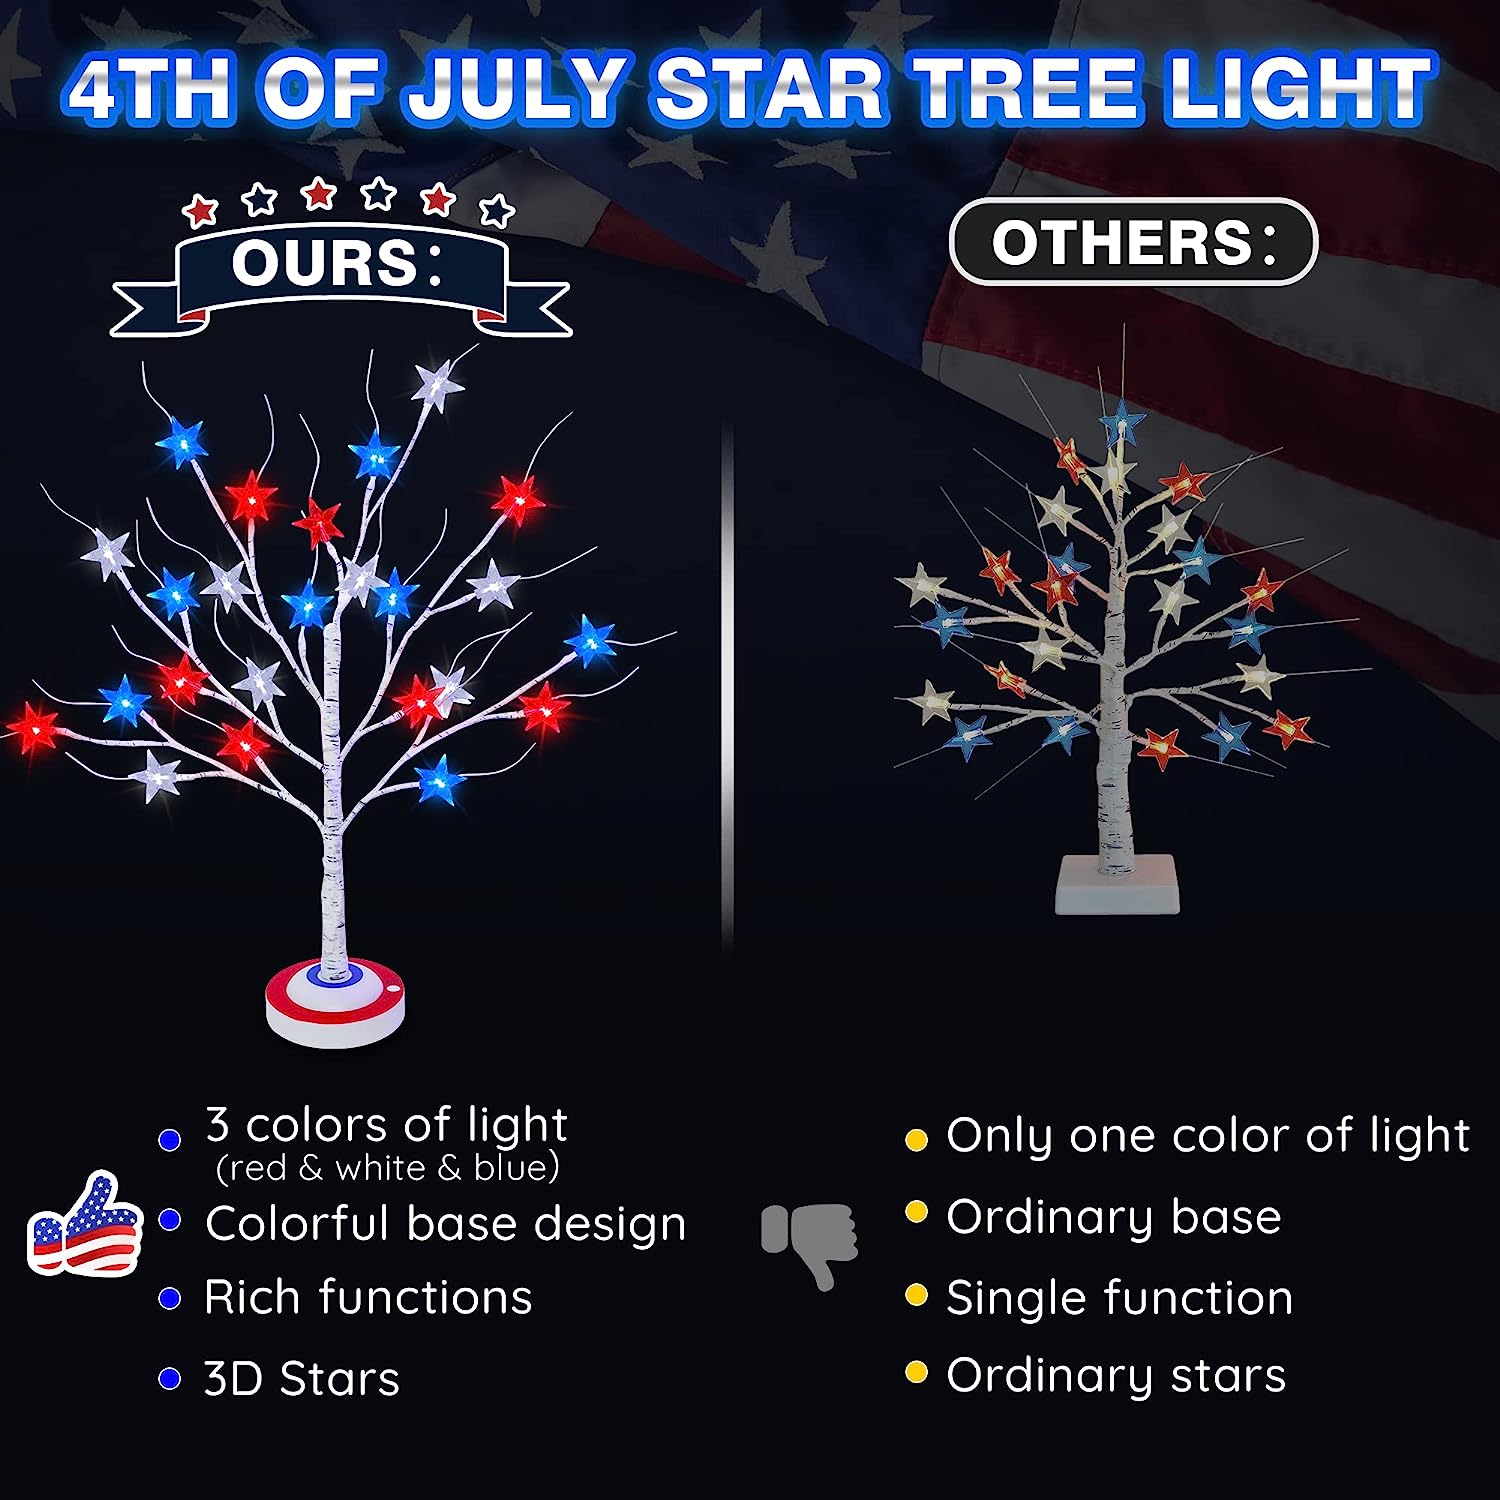 4TH OF JULY STAR TREE LIGHT
OURS:
OTHERS:
3 colors of light
(red & white & blue)
Colorful base design
Rich functions
3D Stars
Only one color of light
Ordinary base
Single function
Ordinary stars